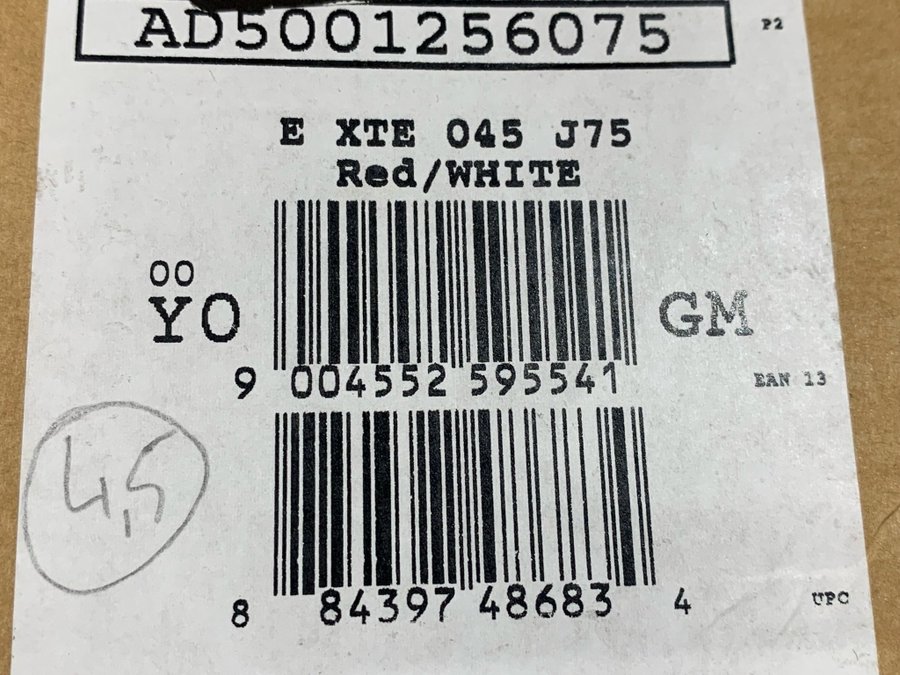 AD5001256075
P2
E XTE 045 J75
Red/WHITE
00
YO
GM
9 004552 595541
EAN 13
4,5
8 84397 48683 4
UPC